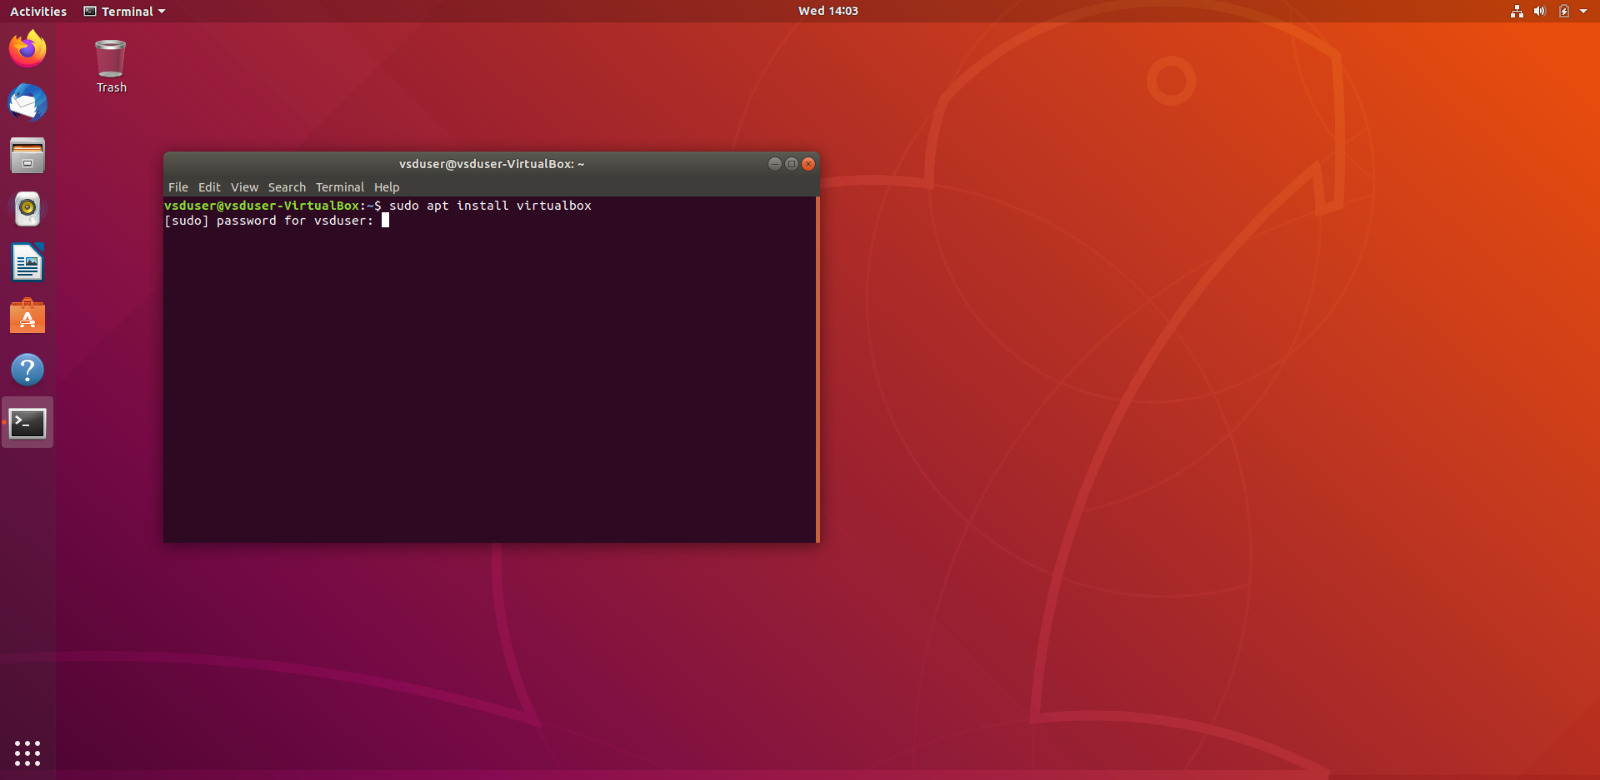 Activities Terminal Wed 14:03
Trash
vsduser@vsduser-VirtualBox: ~
File Edit View Search Terminal Help
vsduser@vsduser-VirtualBox:~$ sudo apt install virtualbox
[sudo] password for vsduser: